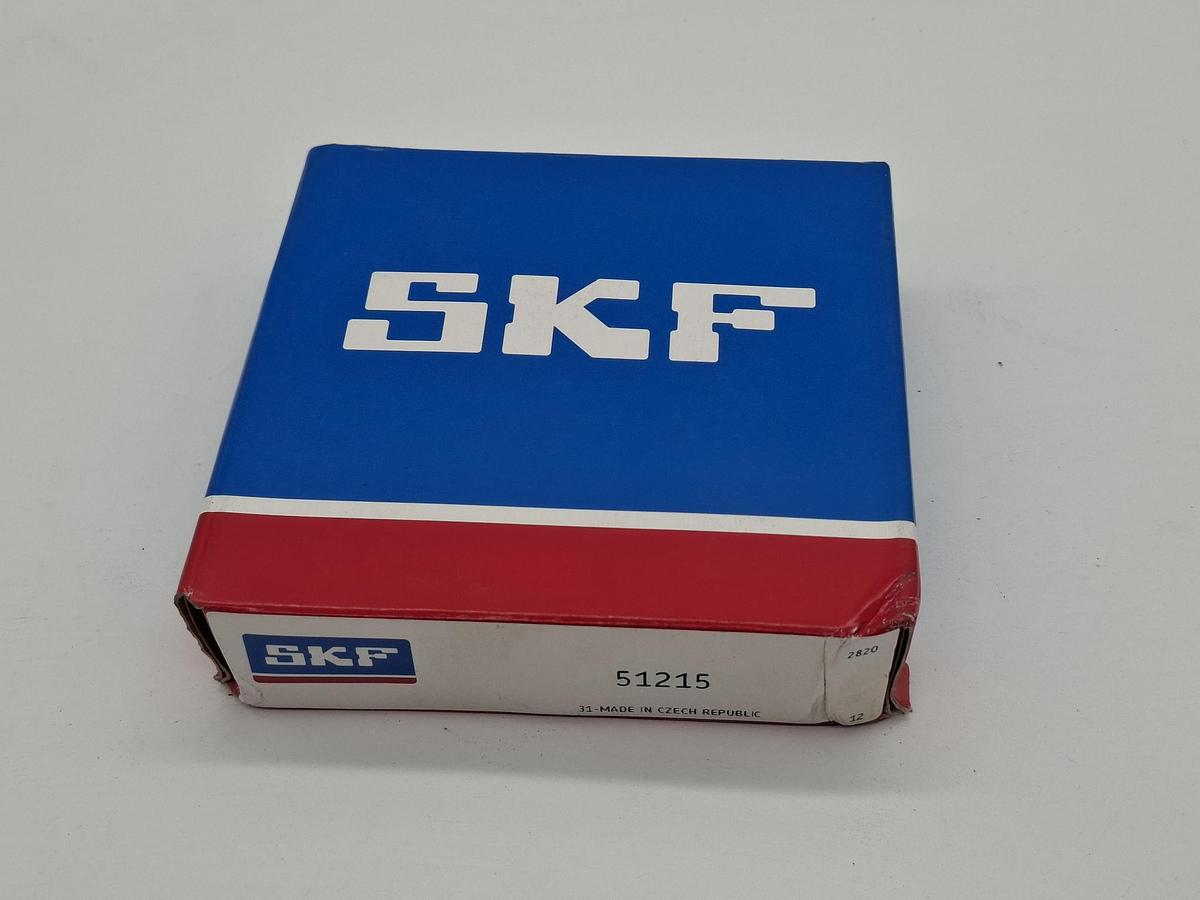 SKF
SKF
51215
31-MADE IN CZECH REPUBLIC
2820
12